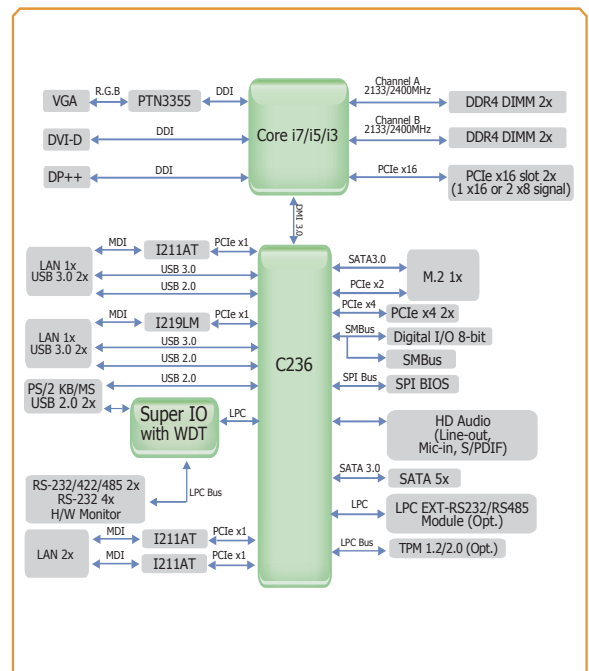 VGA
R.G.B
PTN3355
DDI
Core i7/i5/i3
Channel A
2133/2400MHz
DDR4 DIMM 2x
DVI-D
DDI
Channel B
2133/2400MHz
DDR4 DIMM 2x
DP++
DDI
PCIe x16
PCIe x16 slot 2x
(1 x16 or 2 x8 signal)
DMI 3.0
LAN 1x
USB 3.0 2x
MDI
I211AT
PCIe x1
USB 3.0
USB 2.0
C236
SATA3.0
PCIe x2
M.2 1x
PCIe x4
PCIe x4 2x
LAN 1x
USB 3.0 2x
MDI
I219LM
PCIe x1
USB 3.0
USB 2.0
SMBus
Digital I/O 8-bit
SMBus
SPI Bus
SPI BIOS
PS/2 KB/MS
USB 2.0 2x
USB 2.0
Super IO
with WDT
LPC
HD Audio
(Line-out,
Mic-in, S/PDIF)
SATA 3.0
SATA 5x
RS-232/422/485 2x
RS-232 4x
H/W Monitor
LPC Bus
LPC
LPC EXT-RS232/RS485
Module (Opt.)
LAN 2x
MDI
I211AT
PCIe x1
MDI
I211AT
PCIe x1
LPC Bus
TPM 1.2/2.0 (Opt.)